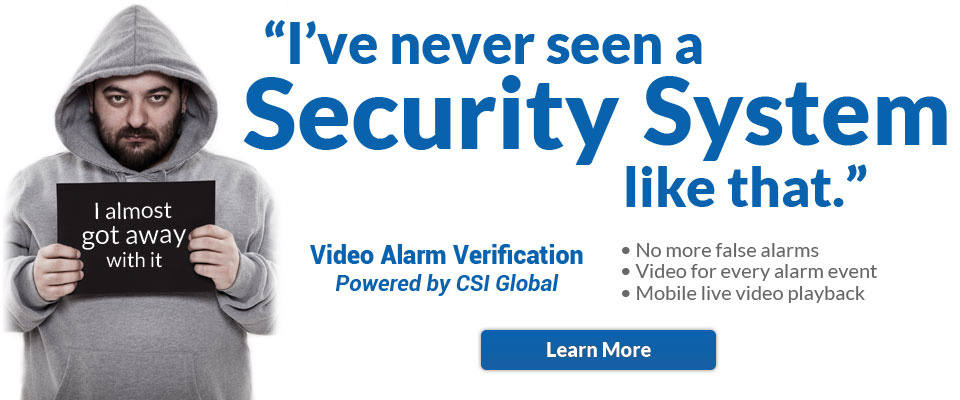 “I’ve never seen a
Security System
like that.”
I almost
got away
with it
Video Alarm Verification
Powered by CSI Global
• No more false alarms
• Video for every alarm event
• Mobile live video playback
Learn More